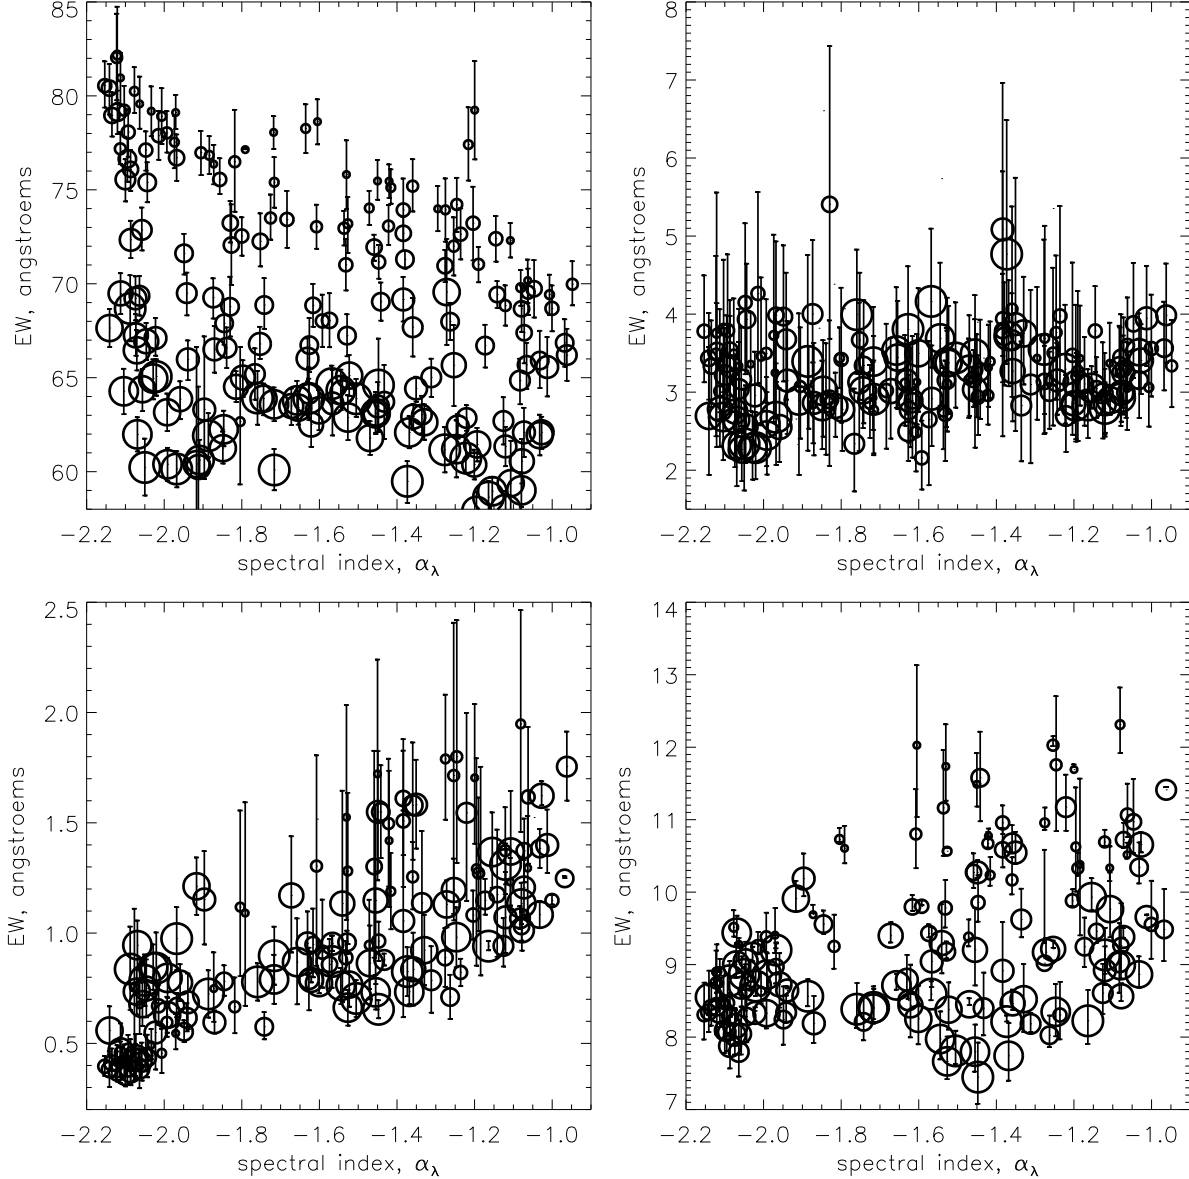 85
80
75
70
65
60
EW, angstroems
−2.2 −2.0 −1.8 −1.6 −1.4 −1.2 −1.0
spectral index, αλ
8
7
6
5
4
3
2
EW, angstroems
−2.2 −2.0 −1.8 −1.6 −1.4 −1.2 −1.0
spectral index, αλ
2.5
2.0
1.5
1.0
0.5
EW, angstroems
−2.2 −2.0 −1.8 −1.6 −1.4 −1.2 −1.0
spectral index, αλ
14
13
12
11
10
9
8
7
EW, angstroems
−2.2 −2.0 −1.8 −1.6 −1.4 −1.2 −1.0
spectral index, αλ